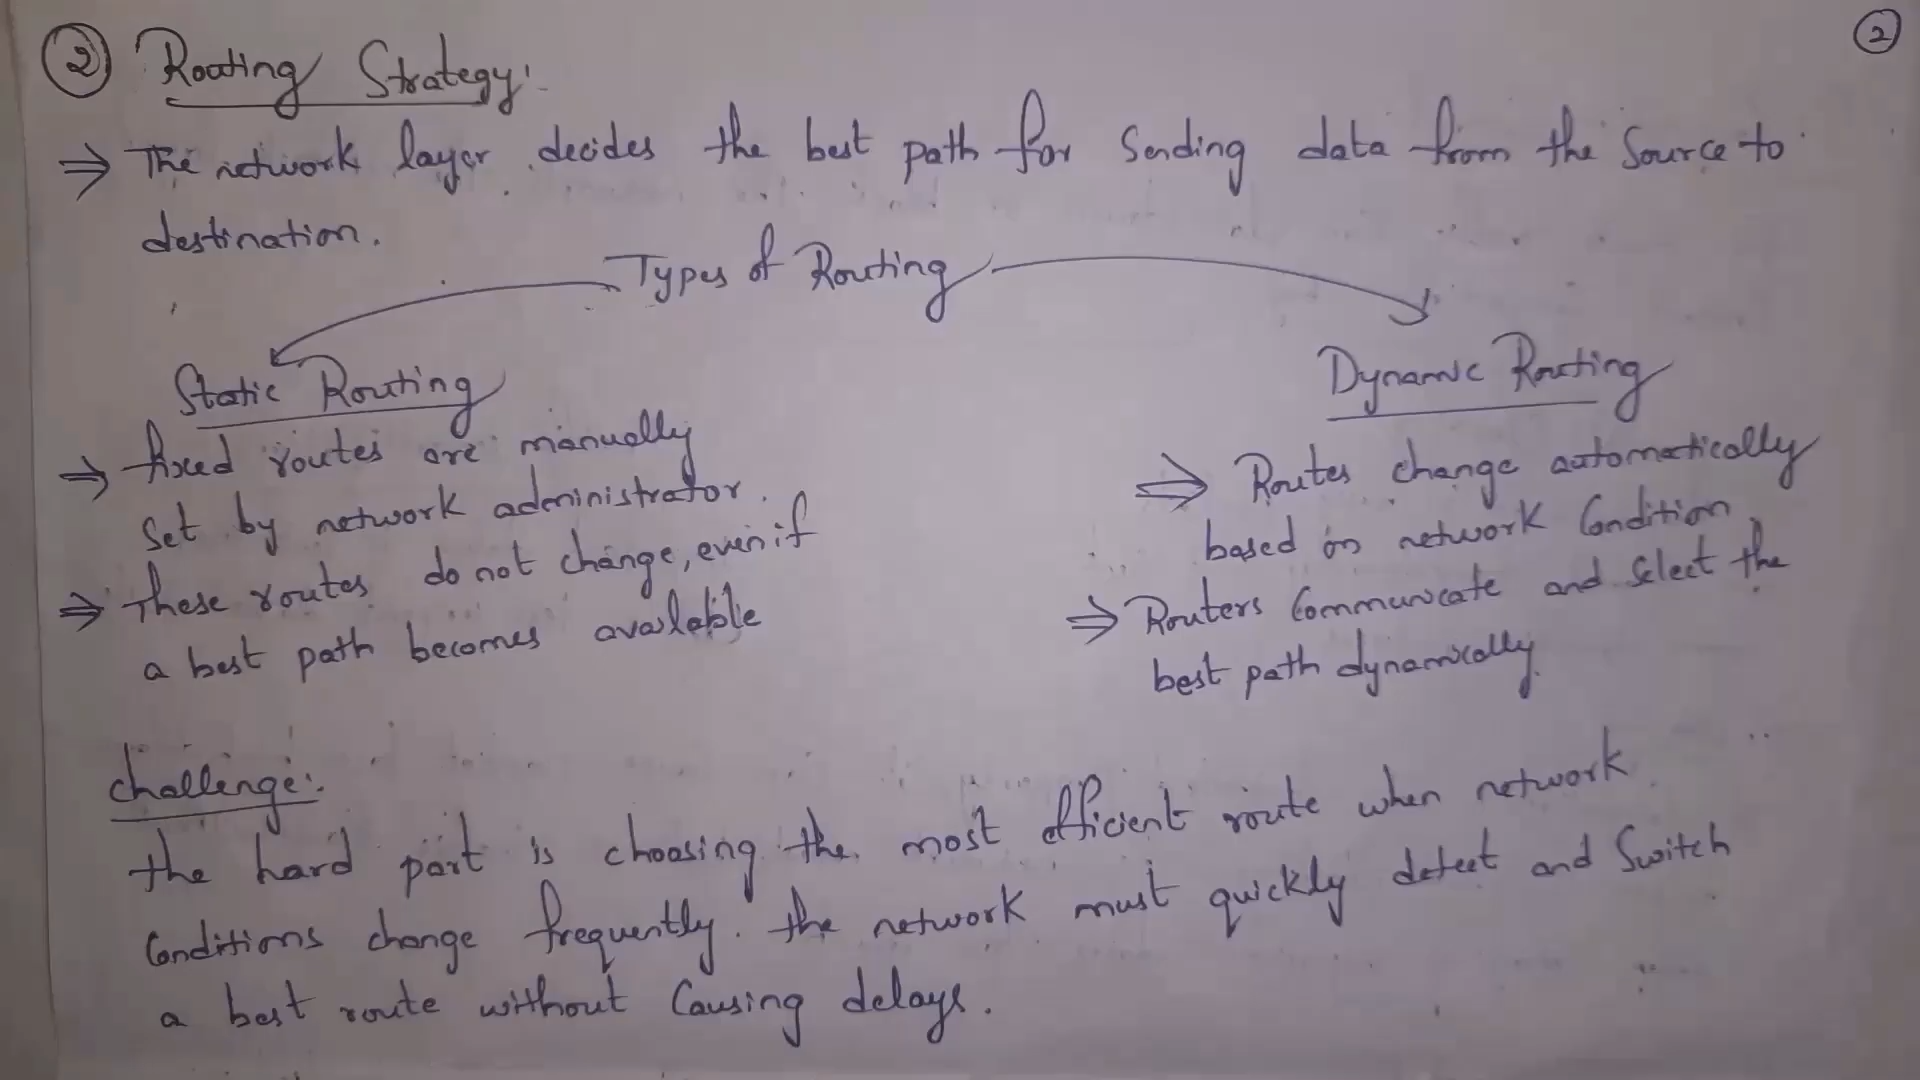 2 Routing Strategy:
2
⇒ The network layer decides the best path for Sending data from the Source to
destination.
Types of Routing
Static Routing
⇒ fixed routes are manually
Set by network administrator.
⇒ These routes do not change, even if
a best path becomes available
Dynamic Routing
⇒ Routes change automatically
based on network Condition
⇒ Routers Communicate and Select the
best path dynamically.
challenge:
the hard part is choosing the most efficient route when network
Conditions change frequently. the network must quickly detect and Switch
a best route without Causing delays.